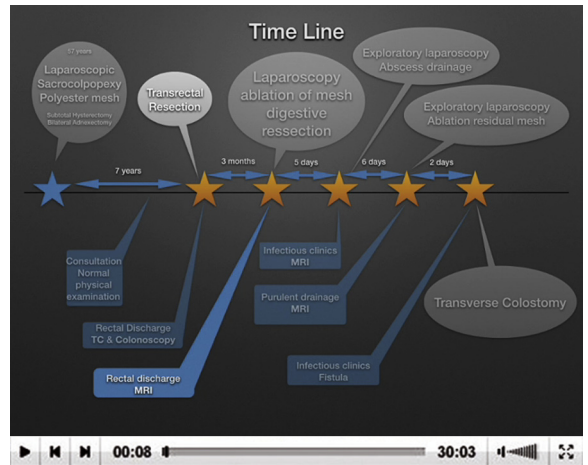 Time Line
57 years
Laparoscopic
Sacrocolpopexy
Polyester mesh
Subtotal Hysterectomy
Bilateral Adnexectomy
Transrectal
Resection
Laparoscopy
ablation of mesh
digestive
ressection
Exploratory laparoscopy
Abscess drainage
Exploratory laparoscopy
Ablation residual mesh
7 years
3 months
5 days
6 days
2 days
Consultation
Normal
physical
examination
Rectal Discharge
TC & Colonoscopy
Rectal discharge
MRI
Infectious clinics
MRI
Purulent drainage
MRI
Infectious clinics
Fistula
Transverse Colostomy
00:08
30:03